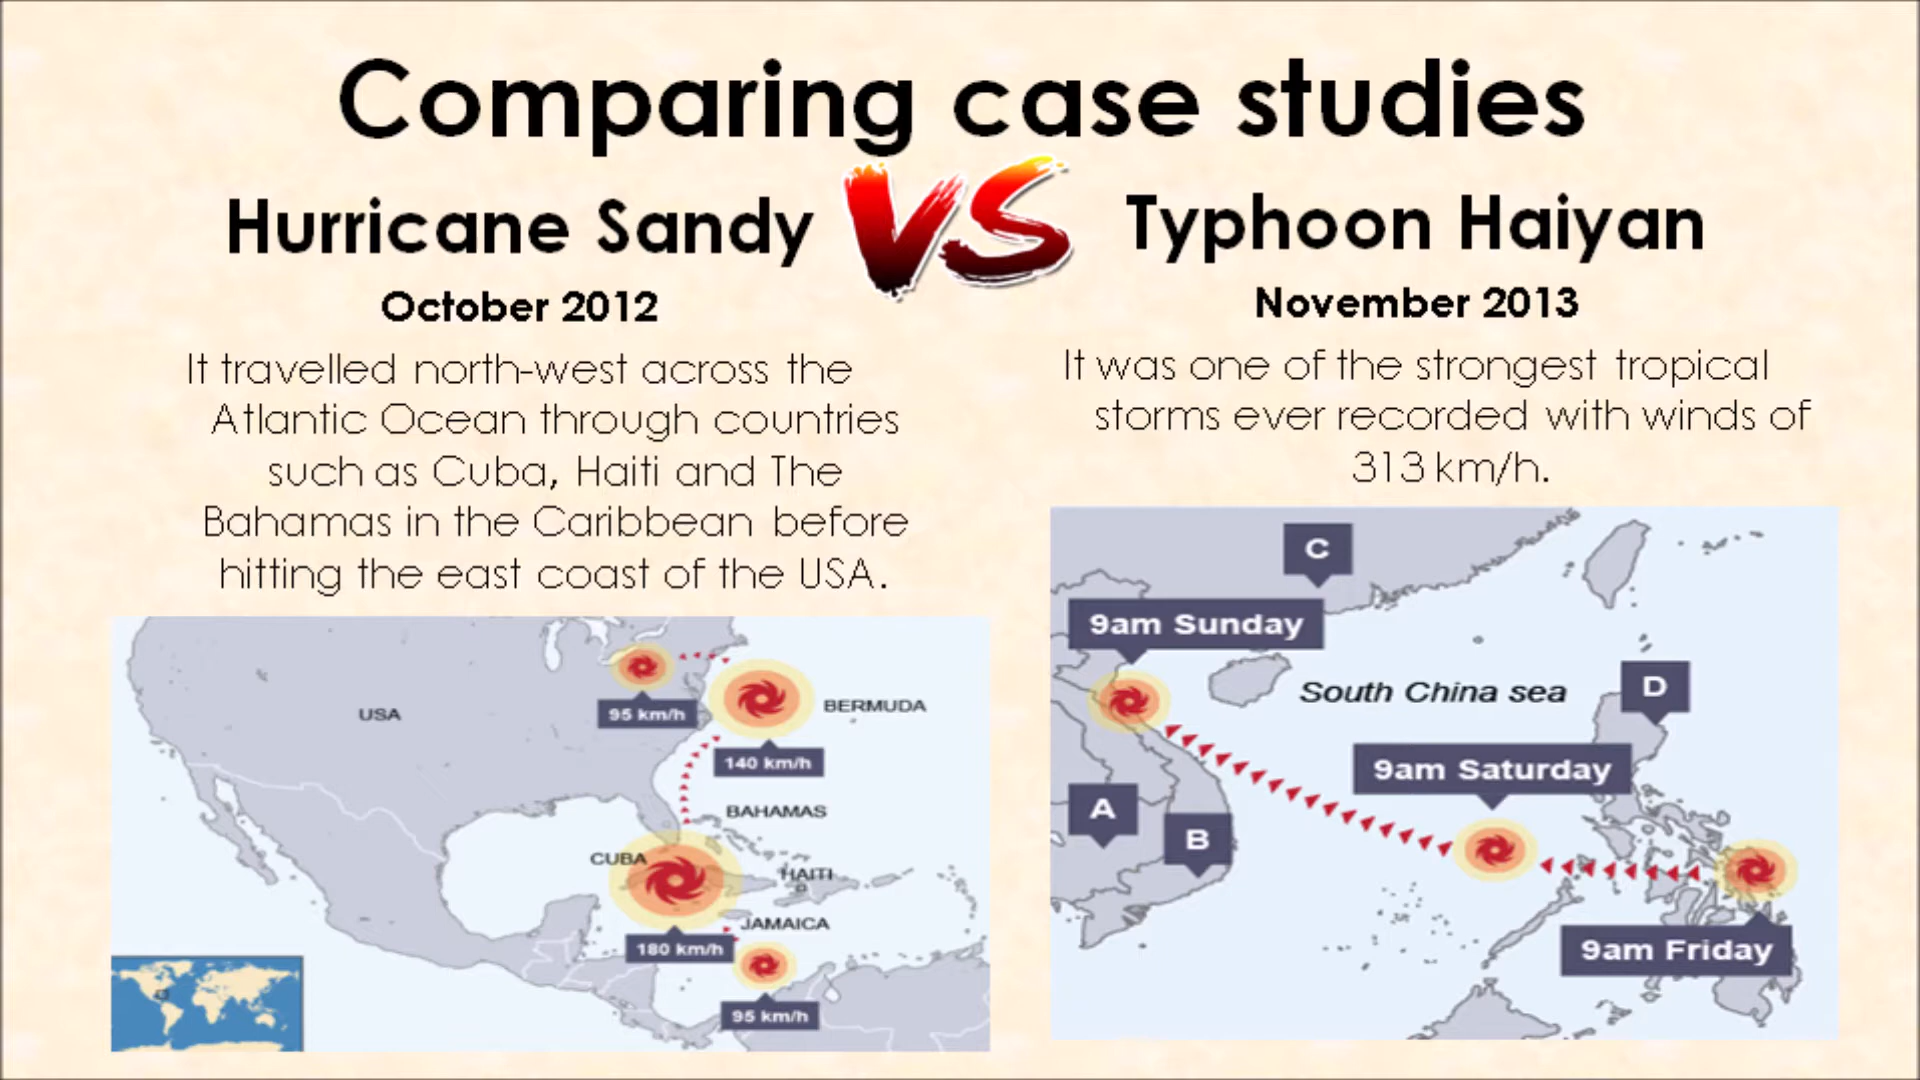 Comparing case studies
Hurricane Sandy
VS
Typhoon Haiyan
October 2012
November 2013
It travelled north-west across the
Atlantic Ocean through countries
such as Cuba, Haiti and The
Bahamas in the Caribbean before
hitting the east coast of the USA.
It was one of the strongest tropical
storms ever recorded with winds of
313 km/h.
USA
95 km/h
BERMUDA
140 km/h
BAHAMAS
CUBA
HAITI
JAMAICA
180 km/h
95 km/h
C
9am Sunday
South China sea
D
9am Saturday
A
B
9am Friday